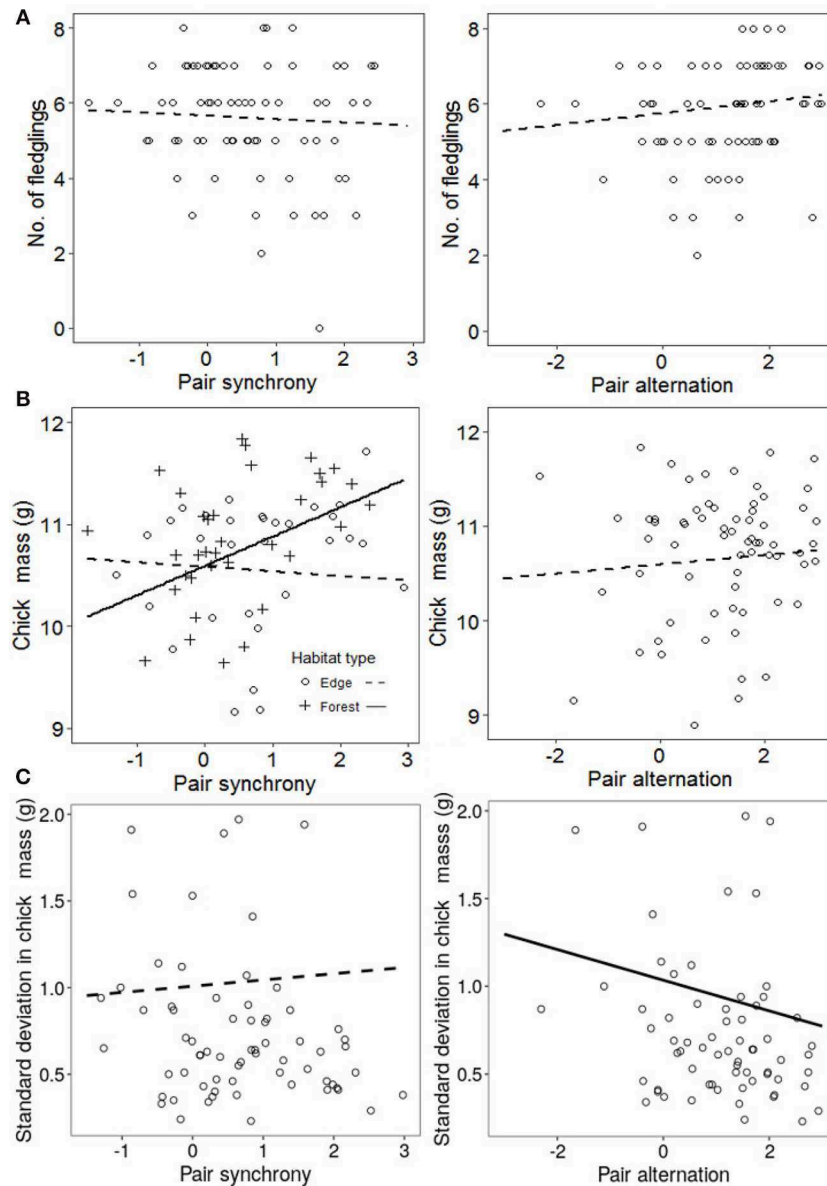 A
8
6
4
2
0
No. of fledglings
-1 0 1 2 3
Pair synchrony
8
6
4
2
0
No. of fledglings
-2 0 2
Pair alternation
B
12
11
10
9
Chick mass (g)
Habitat type
Edge
Forest
-1 0 1 2 3
Pair synchrony
12
11
10
9
Chick mass (g)
-2 0 2
Pair alternation
C
2.0
1.5
1.0
0.5
Standard deviation in chick masss (g)
-1 0 1 2 3
Pair synchrony
2.0
1.5
1.0
0.5
Standard deviation in chick mass (g)
-2 0 2
Pair alternation